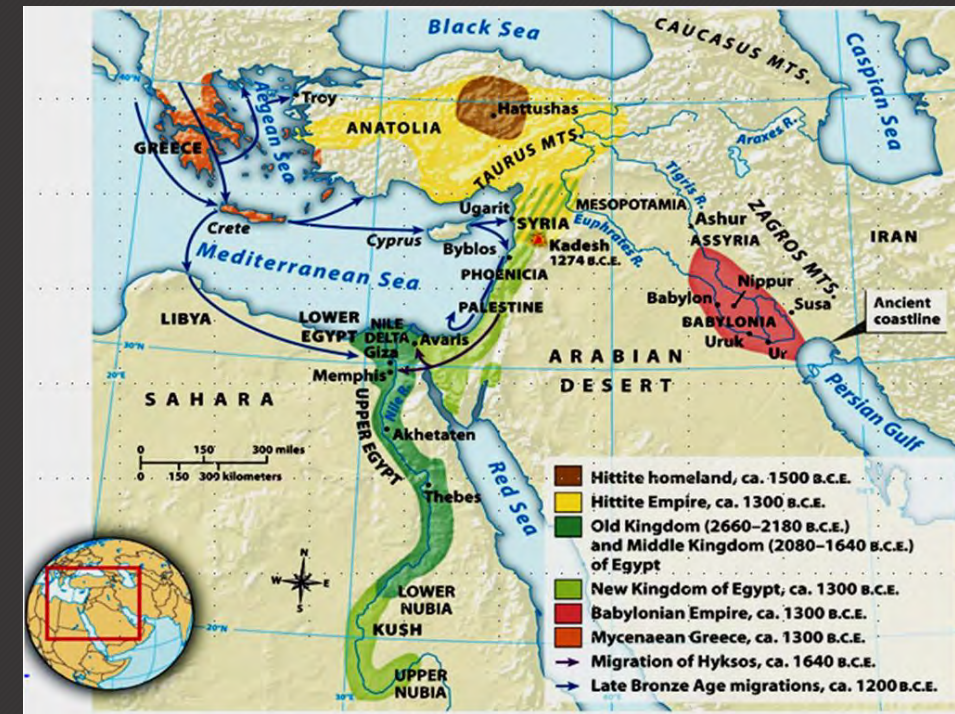 Black Sea
CAUCASUS MTS.
Caspian Sea
40°N
Troy
Aegean Sea
Hattushas
ANATOLIA
GREECE
TAURUS MTS.
Araxes R.
Tigris R.
MESOPOTAMIA
Ugarit
SYRIA
Euphrates R.
Ashur
ASSYRIA
ZAGROS MTS.
IRAN
Crete
Cyprus
Byblos
Kadesh
1274 B.C.E.
PHOENICIA
Mediterranean Sea
Nippur
Babylon
Susa
BABYLONIA
Uruk
Ur
Ancient
coastline
PALESTINE
LIBYA
LOWER
EGYPT
NILE
DELTA
Avaris
Giza
Memphis
30°N
20°E
ARABIAN
DESERT
Persian Gulf
SAHARA
UPPER EGYPT
Nile R.
Akhetaten
0 150 300 miles
0 150 300 kilometers
Thebes
Red Sea
Hittite homeland, ca. 1500 B.C.E.
Hittite Empire, ca. 1300 B.C.E.
Old Kingdom (2660–2180 B.C.E.)
and Middle Kingdom (2080–1640 B.C.E.)
of Egypt
New Kingdom of Egypt, ca. 1300 B.C.E.
Babylonian Empire, ca. 1300 B.C.E.
Mycenaean Greece, ca. 1300 B.C.E.
Migration of Hyksos, ca. 1640 B.C.E.
Late Bronze Age migrations, ca. 1200 B.C.E.
N
W E
S
LOWER
NUBIA
KUSH
20°N
UPPER
NUBIA
30°E